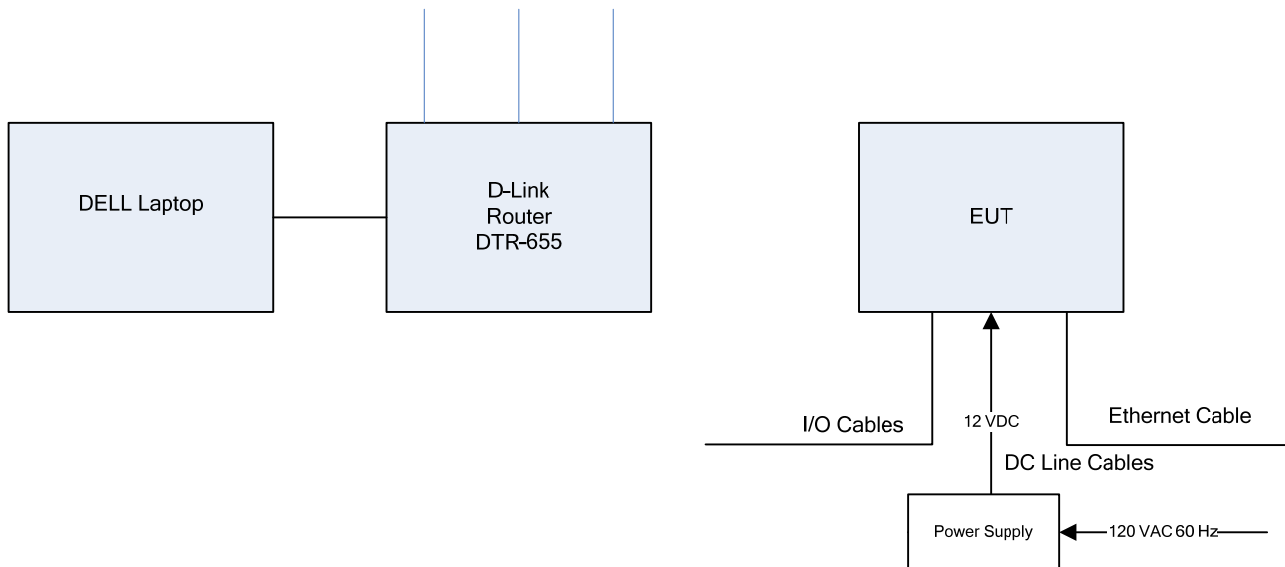 DELL Laptop
D-Link
Router
DTR-655
EUT
I/O Cables
12 VDC
Ethernet Cable
DC Line Cables
Power Supply
120 VAC 60 Hz